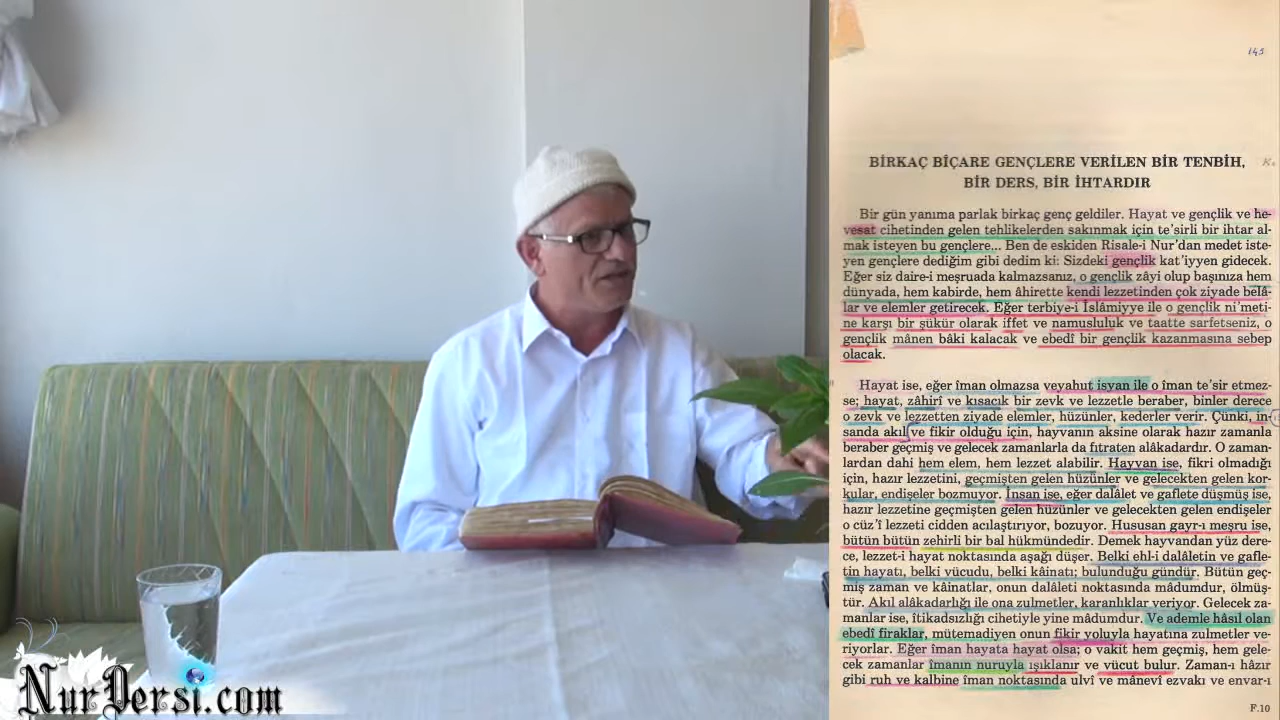 145
BİRKAÇ BİÇARE GENÇLERE VERİLEN BİR TENBİH,
BİR DERS, BİR İHTARDIR
Bir gün yanıma parlak birkaç genç geldiler. Hayat ve gençlik ve he-
vesat cihetinden gelen tehlikelerden sakınmak için te'sirli bir ihtar al-
mak isteyen bu gençlere... Ben de eskiden Risale-i Nur'dan medet iste-
yen gençlere dediğim gibi dedim ki: Sizdeki gençlik kat'iyyen gidecek.
Eğer siz daire-i meşruada kalmazsanız, o gençlik zâyi olup başınıza hem
dünyada, hem kabirde, hem âhirette kendi lezzetinden çok ziyade belâ-
lar ve elemler getirecek. Eğer terbiye-i İslâmiyye ile o gençlik ni'meti-
ne karşı bir şükür olarak iffet ve namusluluk ve taatte sarfetseniz, o
gençlik mânen bâki kalacak ve ebedî bir gençlik kazanmasına sebep
olacak.
Hayat ise, eğer îman olmazsa veyahut isyan ile o îman te'sir etmez-
se; hayat, zâhirî ve kısacık bir zevk ve lezzetle beraber, binler derece
o zevk ve lezzetten ziyade elemler, hüzünler, kederler verir. Çünki, in-
sanda akıl ve fikir olduğu için, hayvanın aksine olarak hazır zamanla
beraber geçmiş ve gelecek zamanlarla da fıtraten alâkadardır. O zaman-
lardan dahi hem elem, hem lezzet alabilir. Hayvan ise, fikri olmadığı
için, hazır lezzetini, geçmişten gelen hüzünler ve gelecekten gelen kor-
kular, endişeler bozmuyor. İnsan ise, eğer dalâlet ve gaflete düşmüş ise,
hazır lezzetine geçmişten gelen hüzünler ve gelecekten gelen endişeler
o cüz'î lezzeti cidden acılaştırıyor, bozuyor. Hususan gayr-ı meşru ise,
bütün bütün zehirli bir bal hükmündedir. Demek hayvandan yüz dere-
ce, lezzet-i hayat noktasında aşağı düşer. Belki ehl-i dalâletin ve gafle-
tin hayatı, belki vücudu, belki kâinatı; bulunduğu gündür. Bütün geç-
miş zaman ve kâinatlar, onun dalâleti noktasında mâdumdur, ölmüş-
tür. Akıl alâkadarlığı ile ona zulmetler, karanlıklar veriyor. Gelecek za-
manlar ise, îtikadsızlığı cihetiyle yine mâdumdur. Ve ademle hâsıl olan
ebedî firaklar, mütemadiyen onun fikir yoluyla hayatına zulmetler ve-
riyorlar. Eğer îman hayata hayat olsa; o vakit hem geçmiş, hem gele-
cek zamanlar îmanın nuruyla ışıklanır ve vücut bulur. Zaman-ı hâzır
gibi ruh ve kalbine îman noktasında ulvî ve mânevî ezvakı ve envar-ı
F.10
NurDersi.com